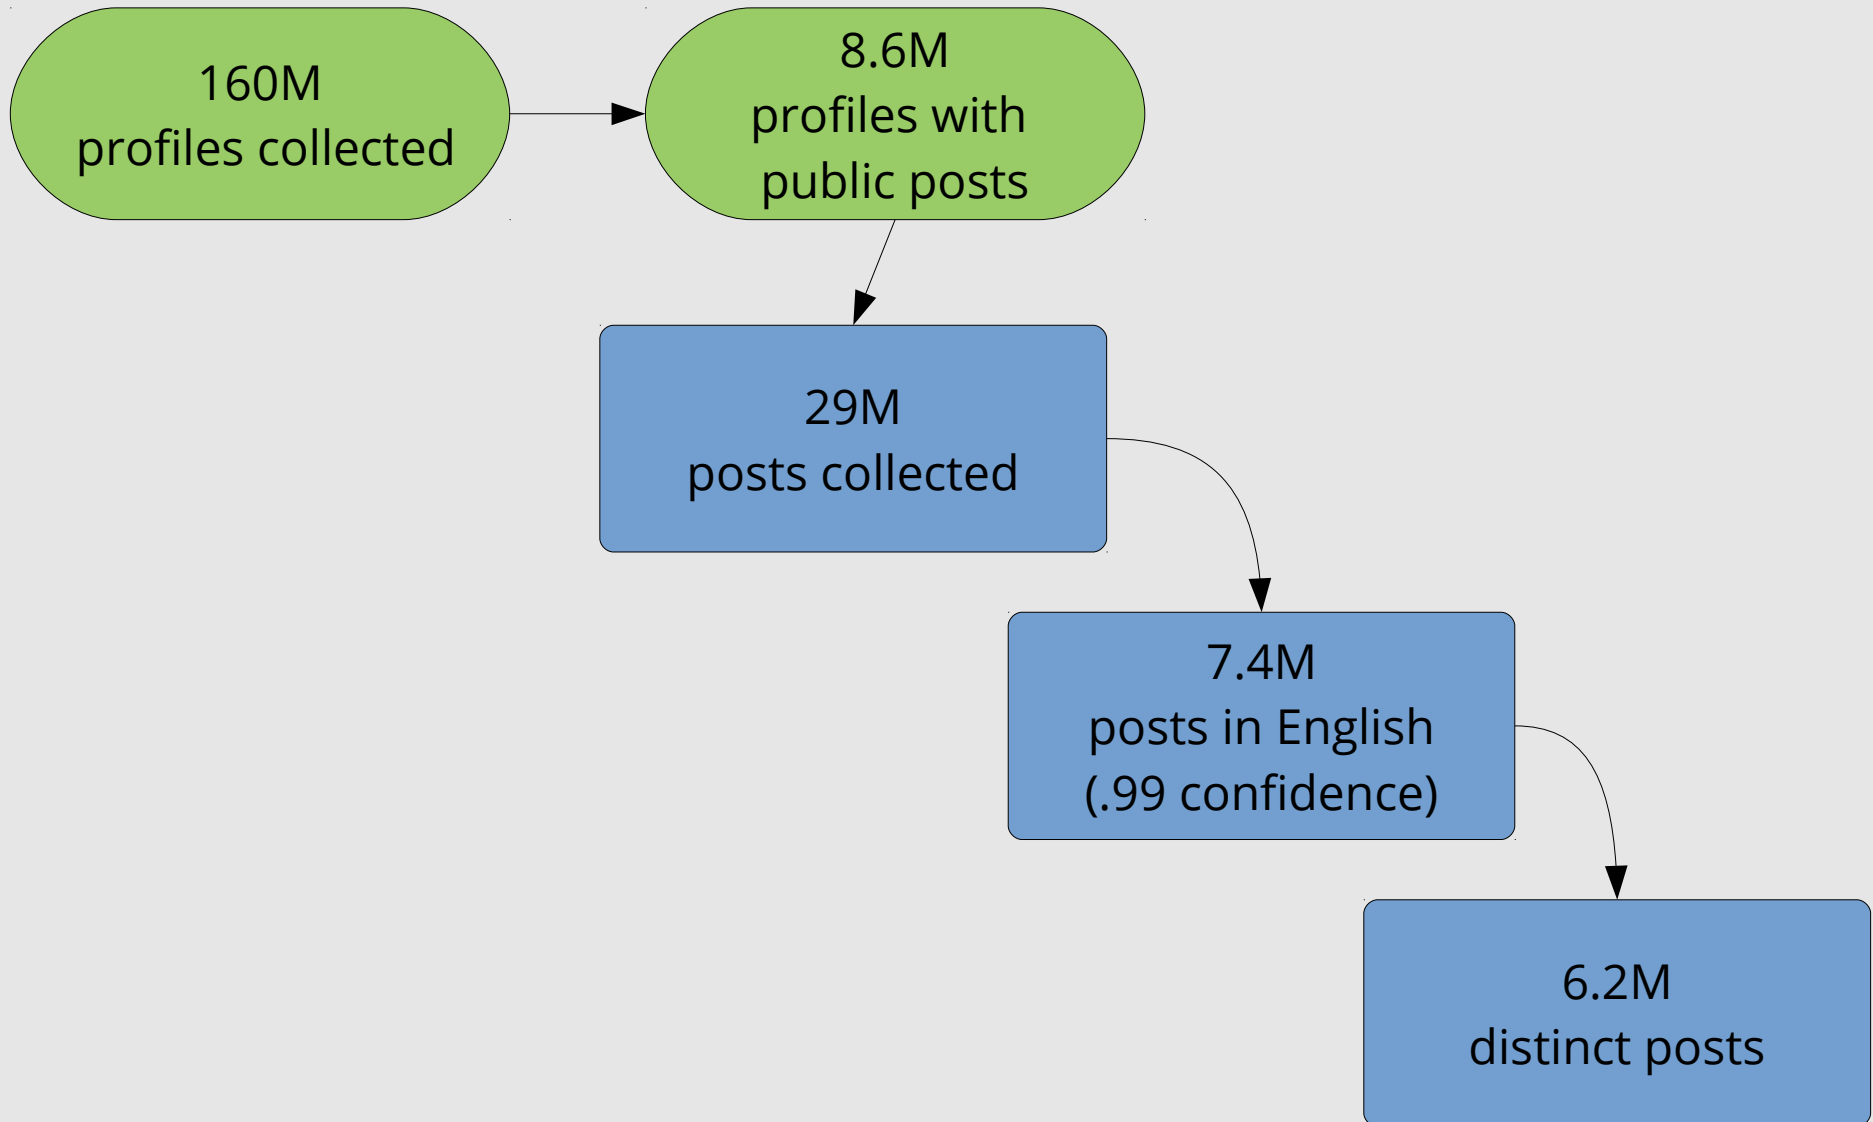 160M
profiles collected
8.6M
profiles with
public posts
29M
posts collected
7.4M
posts in English
(.99 confidence)
6.2M
distinct posts